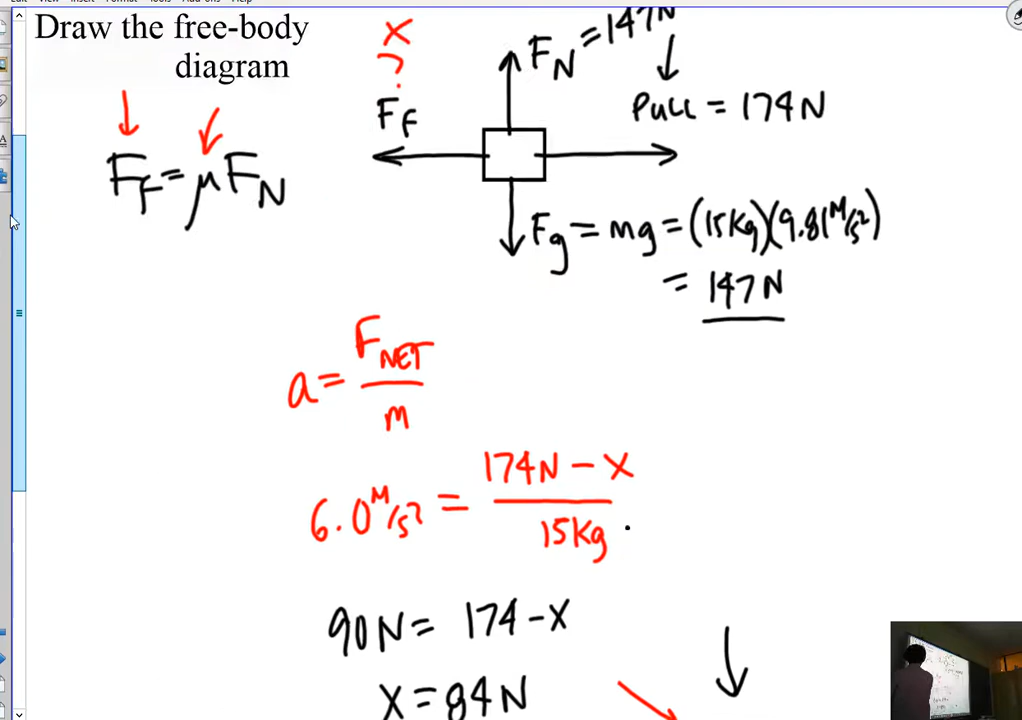 Draw the free-body
diagram
x
?
F_F
F_N = 147N
Pull = 174N
F_F = μF_N
F_g = mg = (15kg)(9.81 m/s²)
= 147N
a = F_NET / m
6.0 m/s² = 174N - x / 15kg
90N = 174 - x
x = 84N